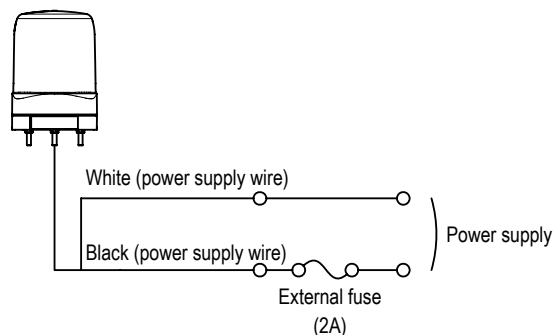 White (power supply wire)
Power supply
Black (power supply wire)
External fuse
(2A)